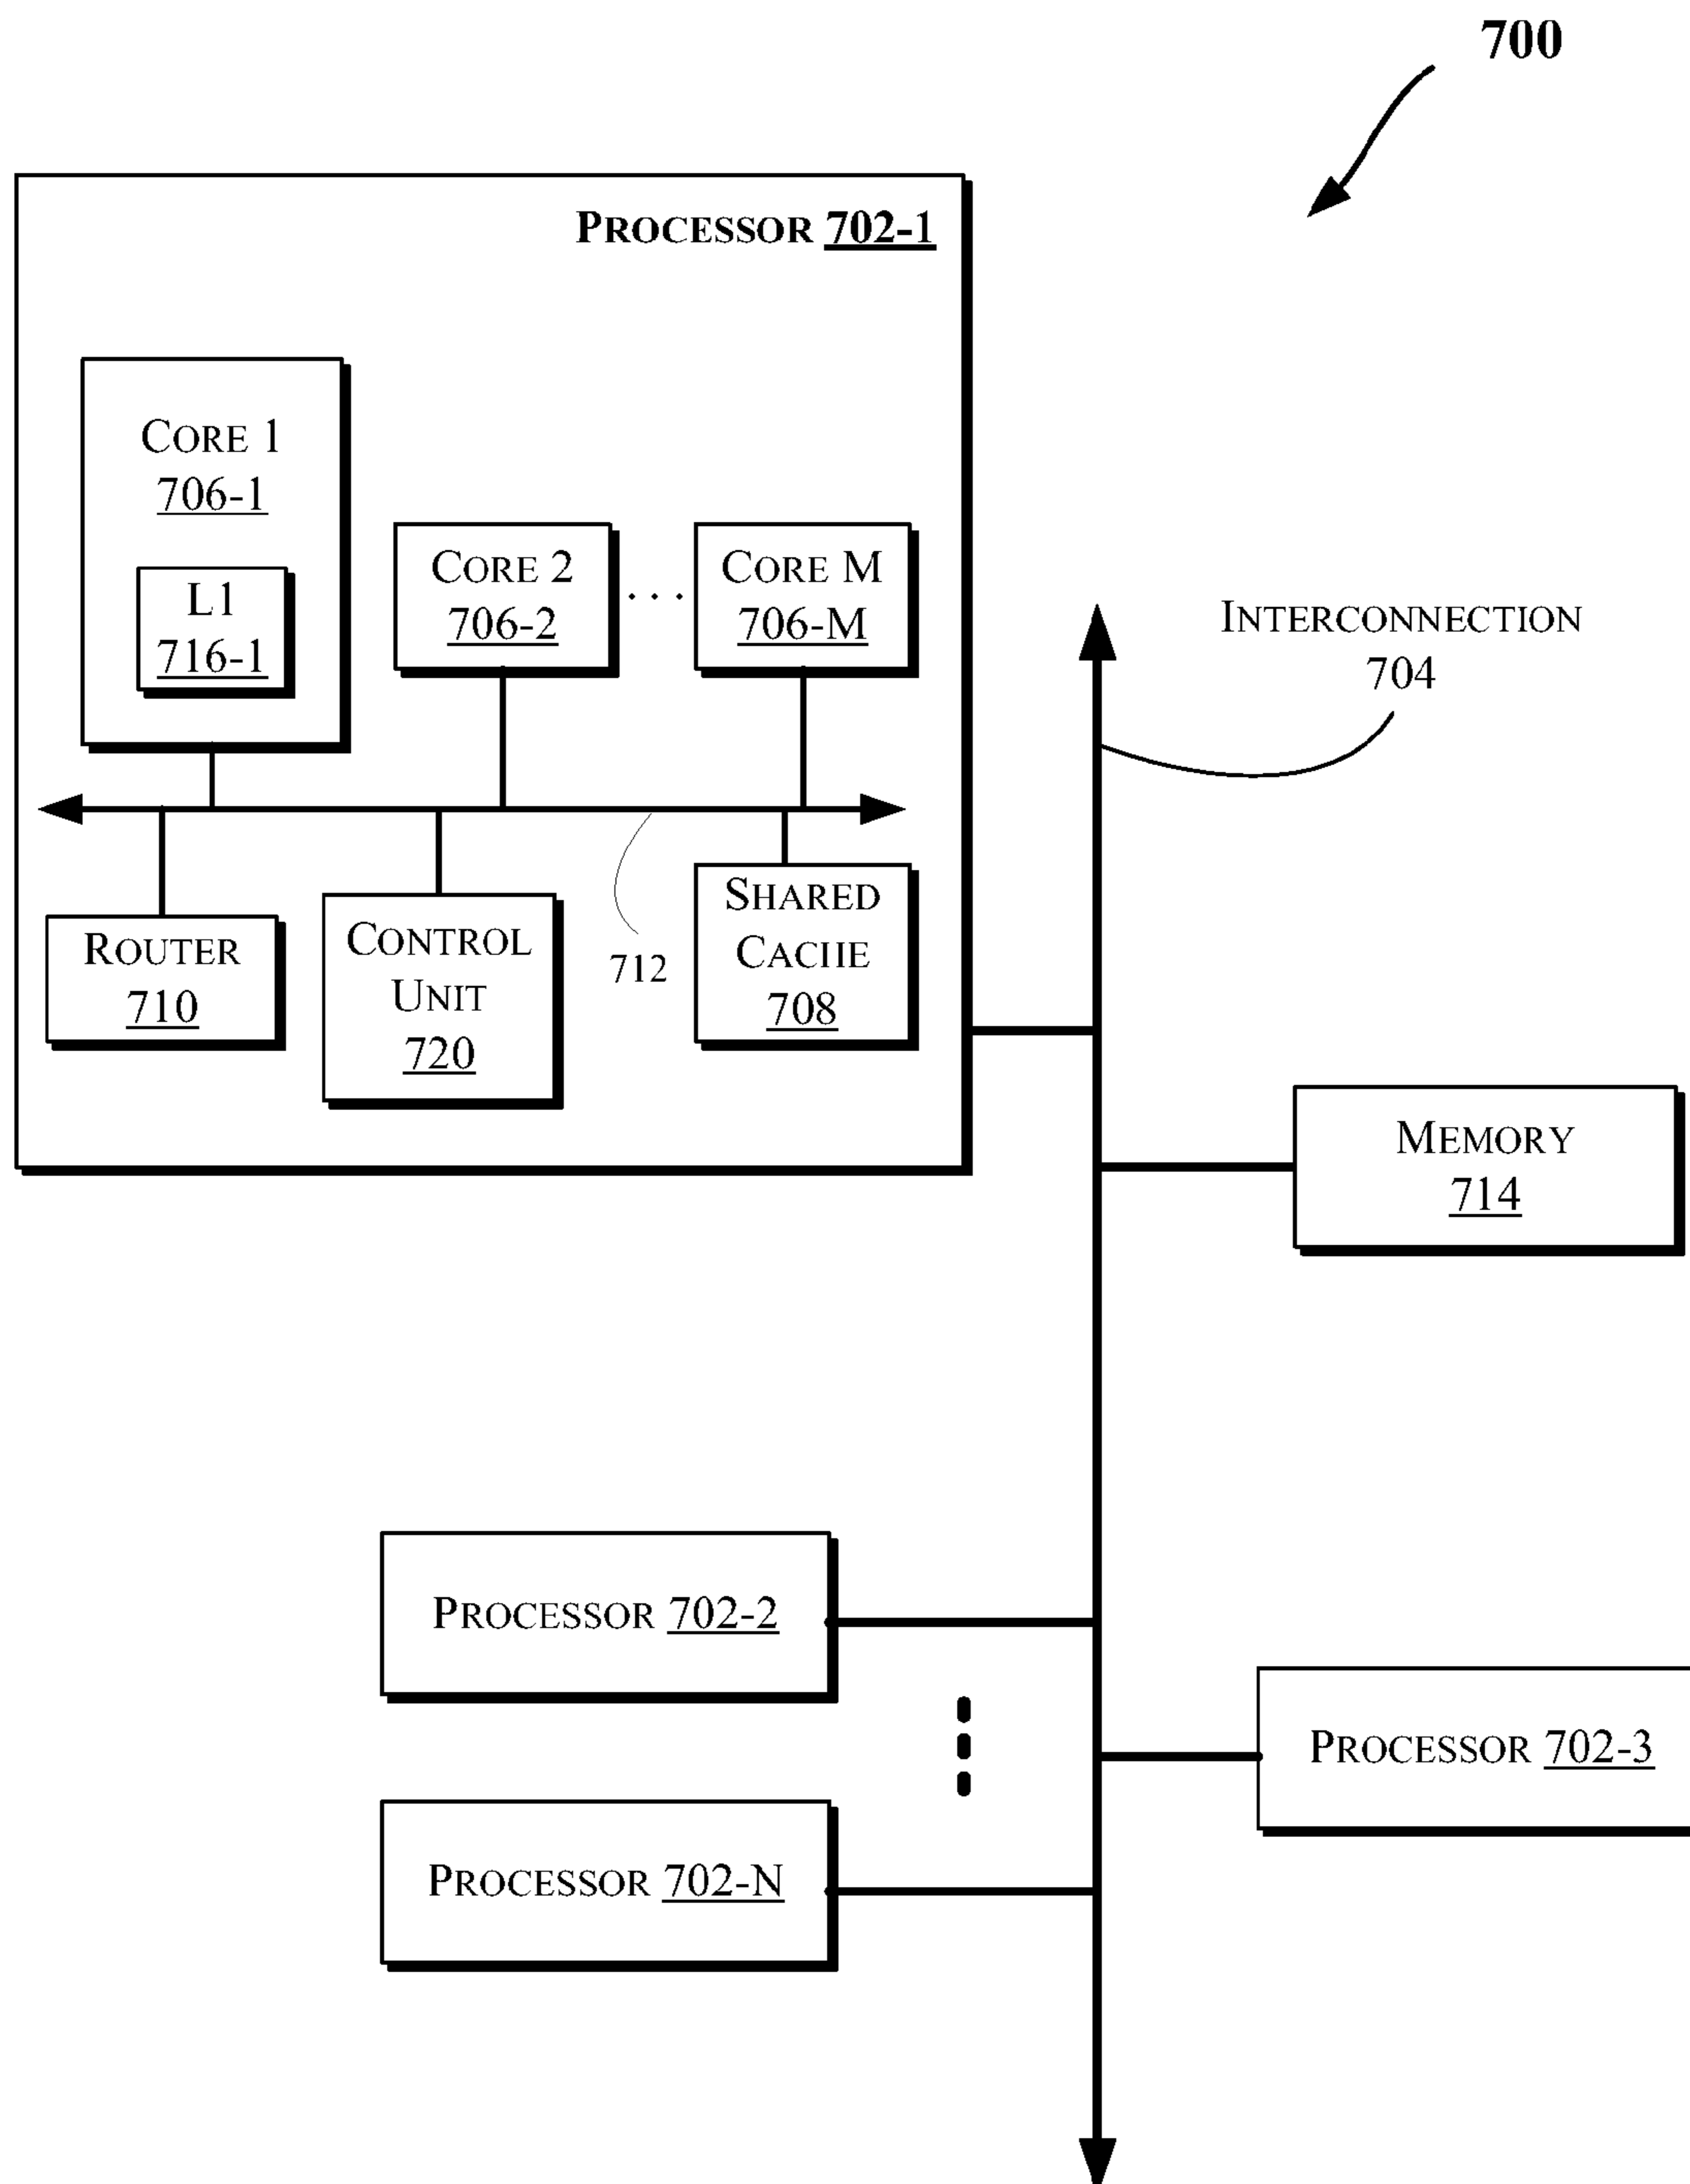 700
PROCESSOR 702-1
CORE 1
706-1
L1
716-1
CORE 2
706-2
. . .
CORE M
706-M
INTERCONNECTION
704
ROUTER
710
CONTROL
UNIT
720
712
SHARED
CACHE
708
MEMORY
714
PROCESSOR 702-2
PROCESSOR 702-3
PROCESSOR 702-N